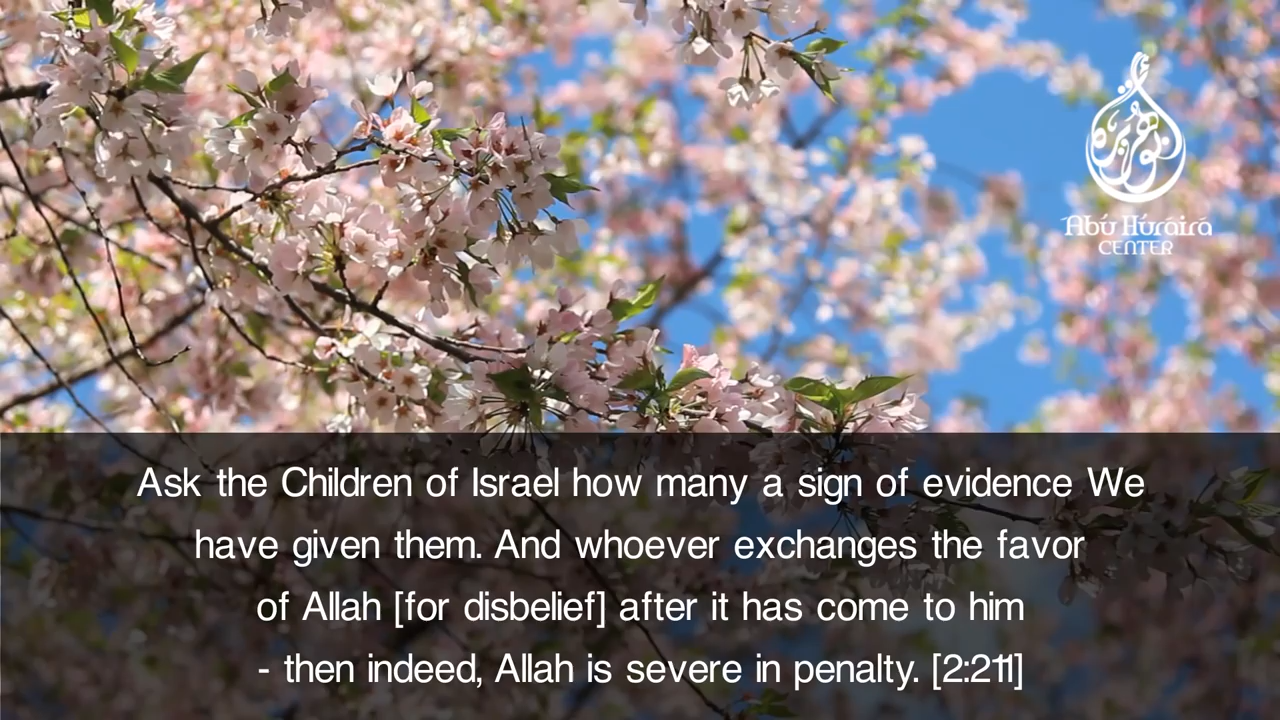 Abu Huraira
CENTER
Ask the Children of Israel how many a sign of evidence We
have given them. And whoever exchanges the favor
of Allah [for disbelief] after it has come to him
- then indeed, Allah is severe in penalty. [2:211]